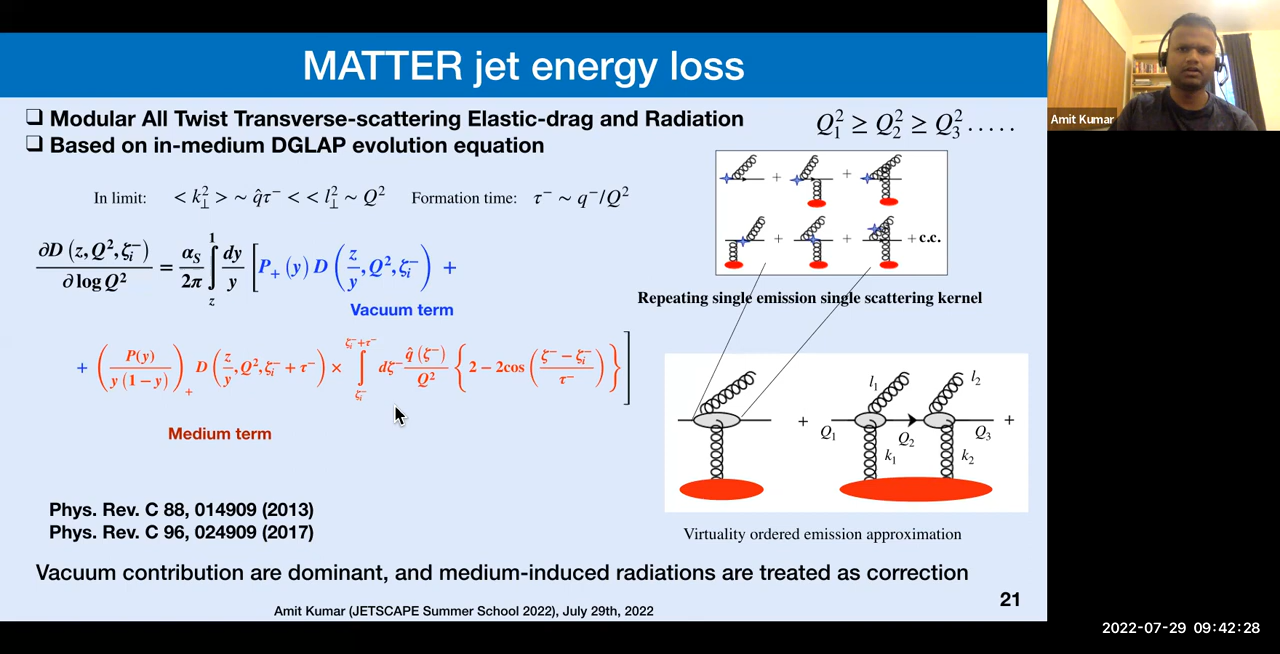 MATTER jet energy loss
❑ Modular All Twist Transverse-scattering Elastic-drag and Radiation
❑ Based on in-medium DGLAP evolution equation
Q₁² ≥ Q₂² ≥ Q₃² . . . . .
In limit: < k⊥² > ∼ q̂τ⁻ < < l⊥² ∼ Q² Formation time: τ⁻ ∼ q⁻/Q²
∂D (z, Q², ζᵢ⁻) / ∂ log Q² = αS / 2π ∫_z^1 dy/y [ P₊ (y) D ( z/y, Q², ζᵢ⁻ ) +
Vacuum term
+ ( P(y) / y (1 − y) )₊ D ( z/y, Q², ζᵢ⁻ + τ⁻ ) × ∫_{ζᵢ⁻}^{ζᵢ⁻+τ⁻} dζ⁻ q̂ (ζ⁻) / Q² { 2 − 2cos ( (ζ⁻ − ζᵢ⁻) / τ⁻ ) } ]
Medium term
+ +
+ + +c.c.
Repeating single emission single scattering kernel
l₁ l₂
+ Q₁ Q₂ Q₃ +
k₁ k₂
Virtuality ordered emission approximation
Phys. Rev. C 88, 014909 (2013)
Phys. Rev. C 96, 024909 (2017)
Vacuum contribution are dominant, and medium-induced radiations are treated as correction
21
Amit Kumar (JETSCAPE Summer School 2022), July 29th, 2022
Amit Kumar
2022-07-29 09:42:28